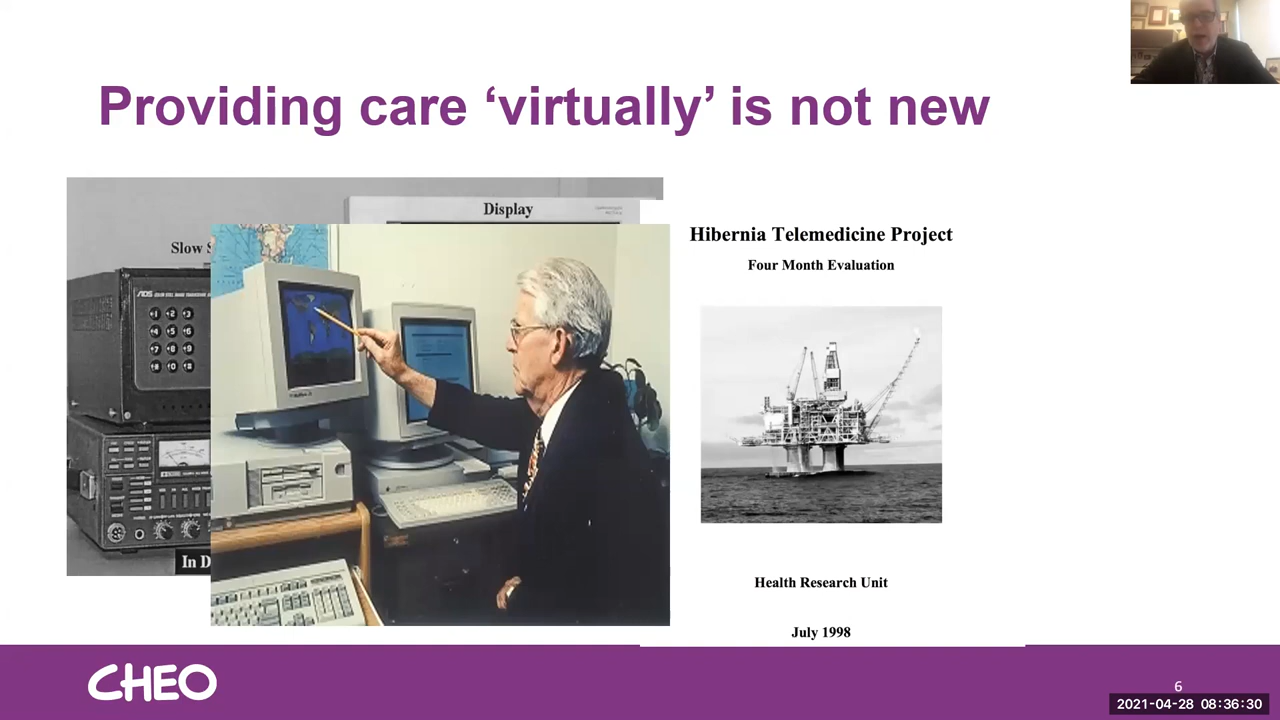 Providing care ‘virtually’ is not new
Display
Slow
Hibernia Telemedicine Project
Four Month Evaluation
ADS
In D
Health Research Unit
July 1998
CHEO
6
2021-04-28 08:36:30